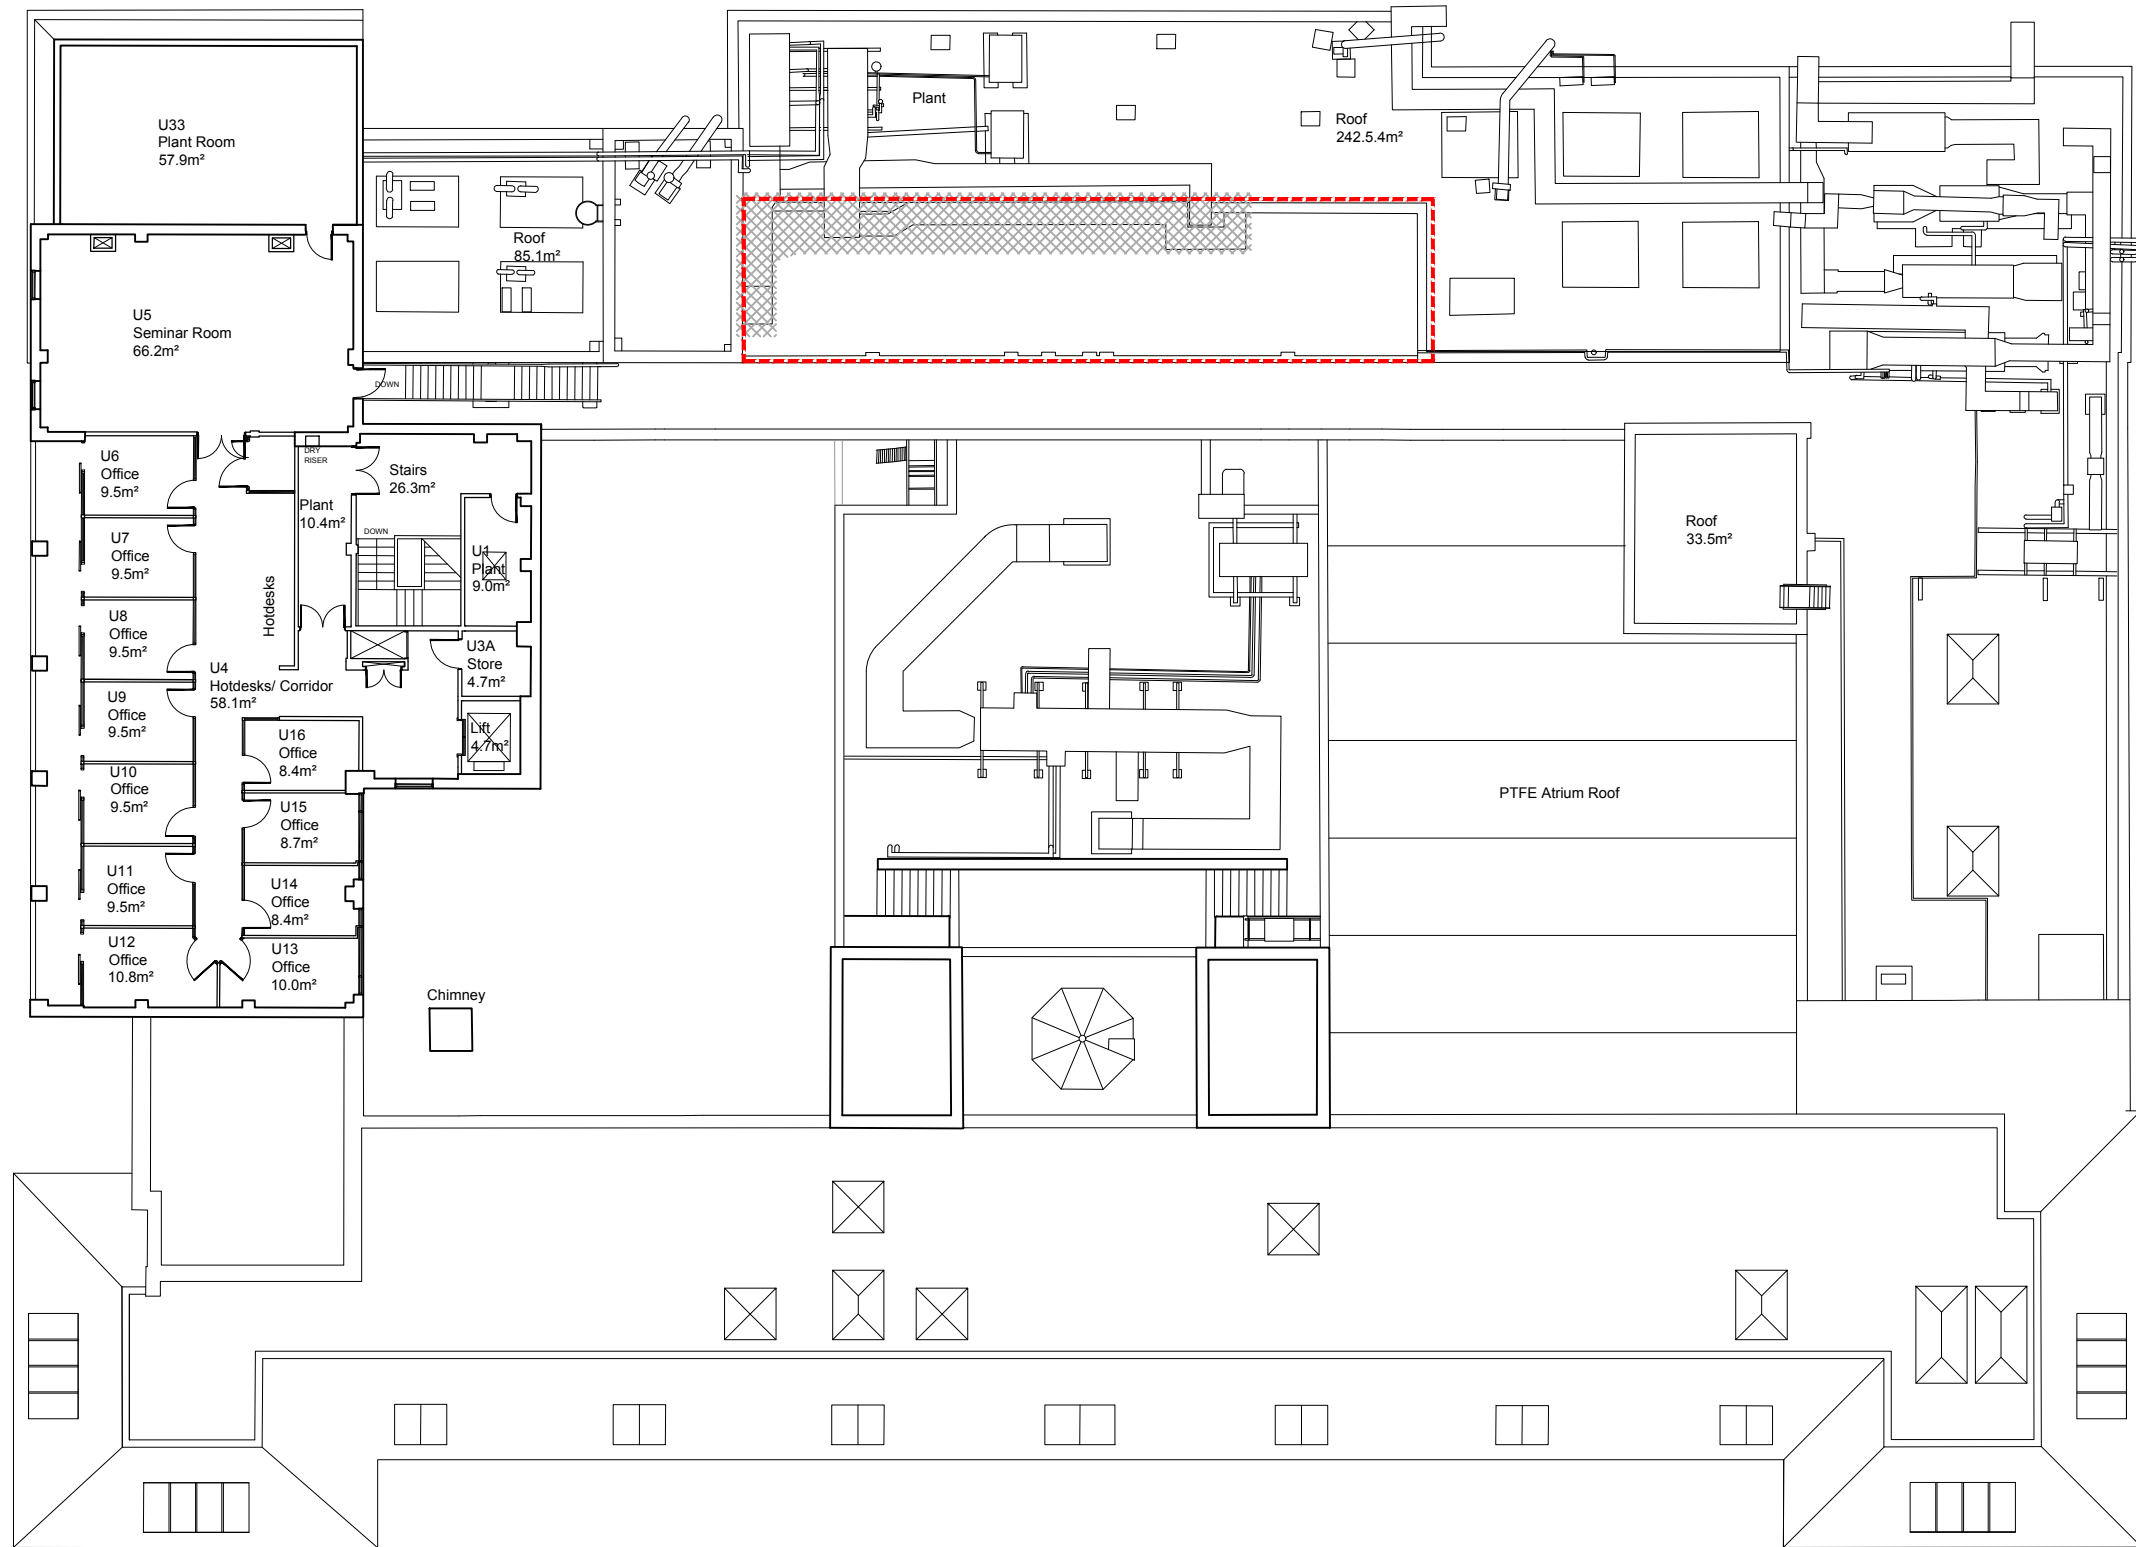 U33
Plant Room
57.9m²
Plant
Roof
242.5.4m²
Roof
85.1m²
U5
Seminar Room
66.2m²
DOWN
U6
Office
9.5m²
DRY
RISER
Stairs
26.3m²
Plant
10.4m²
DOWN
U1
Plant
9.0m²
U7
Office
9.5m²
Hotdesks
U8
Office
9.5m²
U3A
Store
4.7m²
U4
Hotdesks/ Corridor
58.1m²
U9
Office
9.5m²
Lift
4.7m²
U16
Office
8.4m²
U10
Office
9.5m²
U15
Office
8.7m²
U11
Office
9.5m²
U14
Office
8.4m²
U12
Office
10.8m²
U13
Office
10.0m²
Chimney
Roof
33.5m²
PTFE Atrium Roof